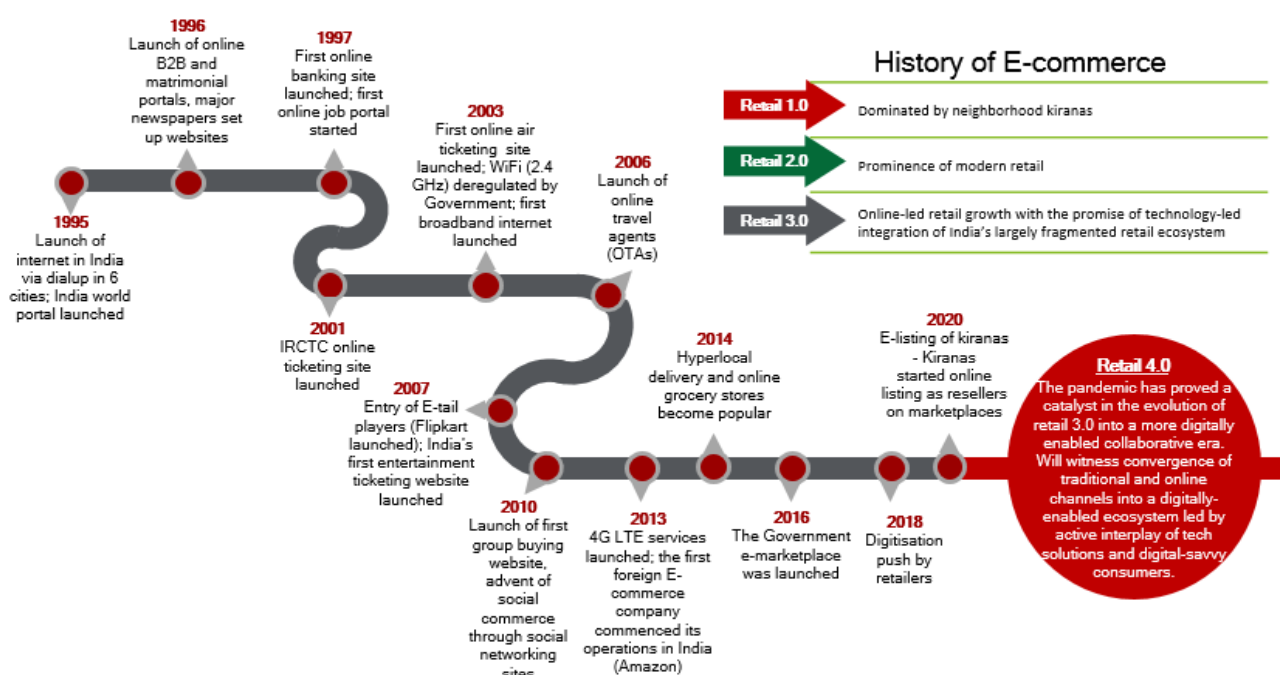 History of E-commerce
Retail 1.0
Dominated by neighborhood kiranas
Retail 2.0
Prominence of modern retail
Retail 3.0
Online-led retail growth with the promise of technology-led
integration of India's largely fragmented retail ecosystem
1995
Launch of
internet in India
via dialup in 6
cities; India world
portal launched
1996
Launch of online
B2B and
matrimonial
portals, major
newspapers set
up websites
1997
First online
banking site
launched; first
online job portal
started
2001
IRCTC online
ticketing site
launched
2003
First online air
ticketing site
launched; WiFi (2.4
GHz) deregulated by
Government; first
broadband internet
launched
2006
Launch of
online
travel
agents
(OTAs)
2007
Entry of E-tail
players (Flipkart
launched); India's
first entertainment
ticketing website
launched
2010
Launch of first
group buying
website,
advent of
social
commerce
through social
networking
sites
2013
4G LTE services
launched; the first
foreign E-
commerce
company
commenced its
operations in India
(Amazon)
2014
Hyperlocal
delivery and online
grocery stores
become popular
2016
The Government
e-marketplace
was launched
2018
Digitisation
push by
retailers
2020
E-listing of kiranas
- Kiranas
started online
listing as resellers
on marketplaces
Retail 4.0
The pandemic has proved a
catalyst in the evolution of
retail 3.0 into a more digitally
enabled collaborative era.
Will witness convergence of
traditional and online
channels into a digitally-
enabled ecosystem led by
active interplay of tech
solutions and digital-savvy
consumers.